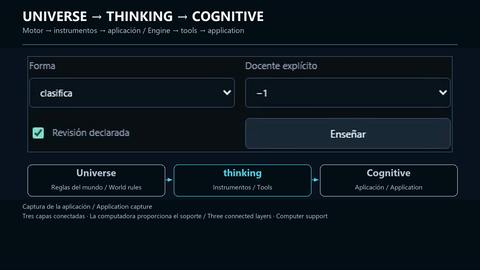 UNIVERSE → THINKING → COGNITIVE
Motor → instrumentos → aplicación / Engine → tools → application
Forma
Docente explícito
clasifica
−1
Revisión declarada
Enseñar
Universe
Reglas del mundo / World rules
thinking
Instrumentos / Tools
Cognitive
Aplicación / Application
Captura de la aplicación / Application capture
Tres capas conectadas · La computadora proporciona el soporte / Three connected layers · Computer support